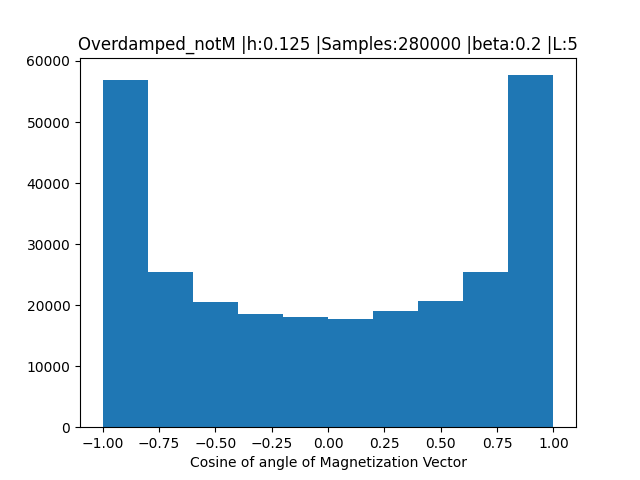 Overdamped_notM |h:0.125 |Samples:280000 |beta:0.2 |L:5
60000
50000
40000
30000
20000
10000
0
−1.00 −0.75 −0.50 −0.25 0.00 0.25 0.50 0.75 1.00
Cosine of angle of Magnetization Vector